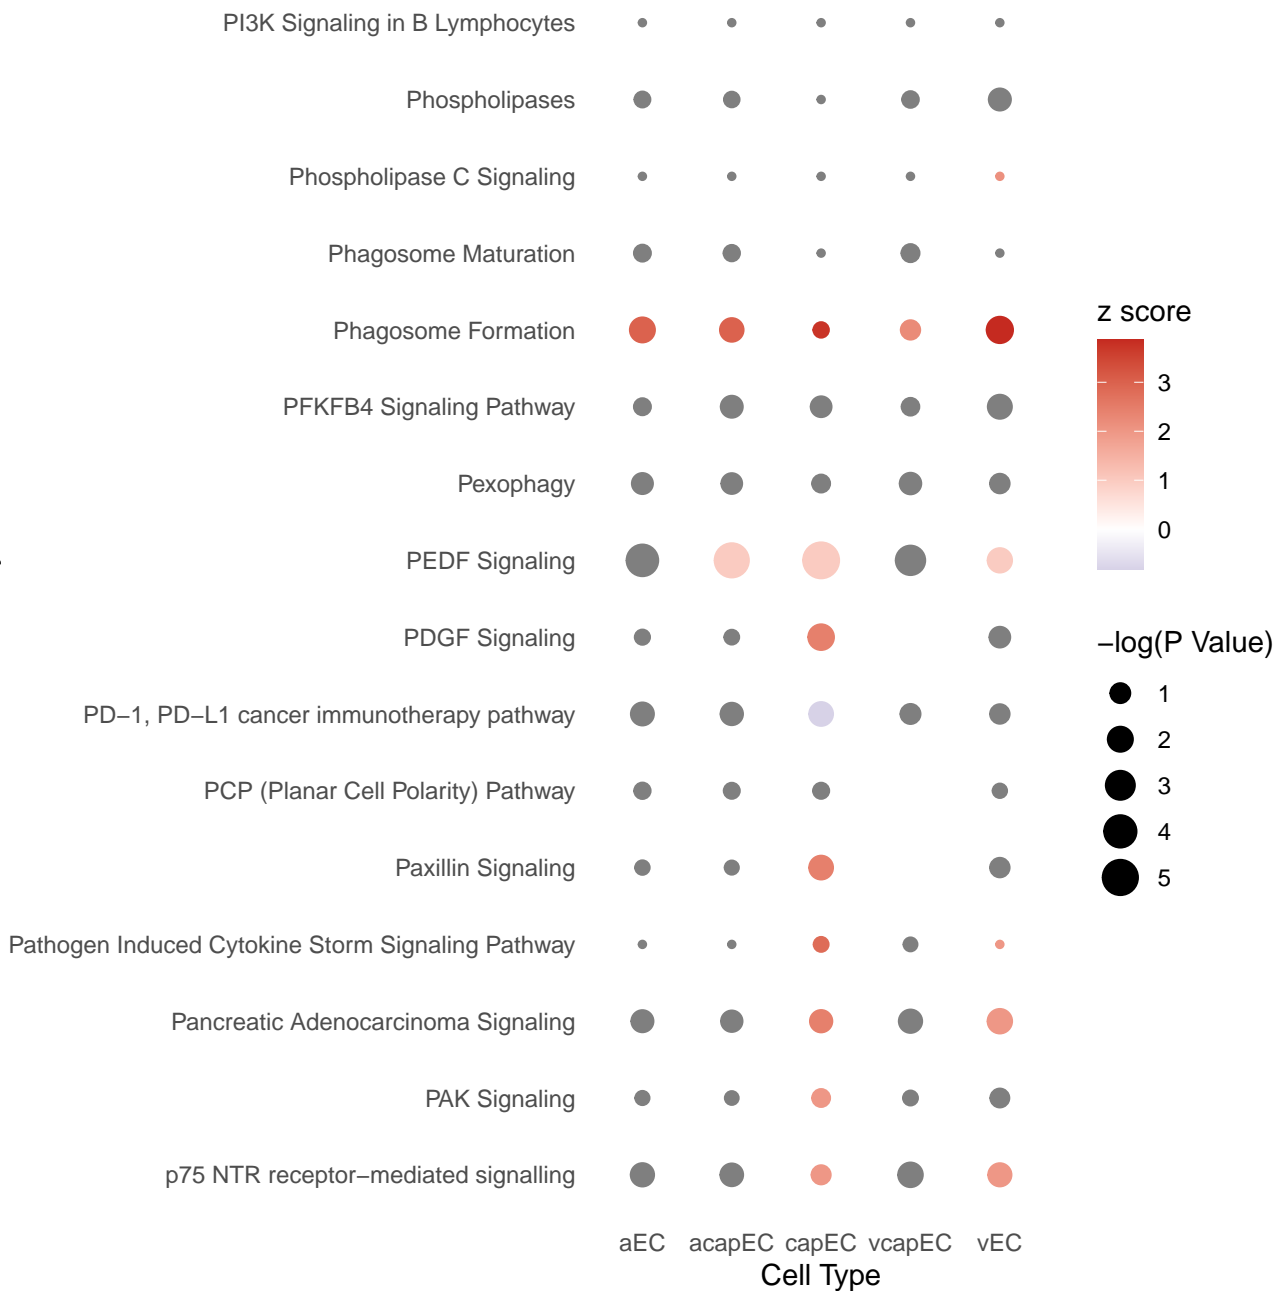 PI3K Signaling in B Lymphocytes
Phospholipases
Phospholipase C Signaling
Phagosome Maturation
Phagosome Formation
PFKFB4 Signaling Pathway
Pexophagy
PEDF Signaling
PDGF Signaling
PD−1, PD−L1 cancer immunotherapy pathway
PCP (Planar Cell Polarity) Pathway
Paxillin Signaling
Pathogen Induced Cytokine Storm Signaling Pathway
Pancreatic Adenocarcinoma Signaling
PAK Signaling
p75 NTR receptor−mediated signalling
aEC acapEC capEC vcapEC vEC
Cell Type
z score
3
2
1
0
−log(P Value)
1
2
3
4
5